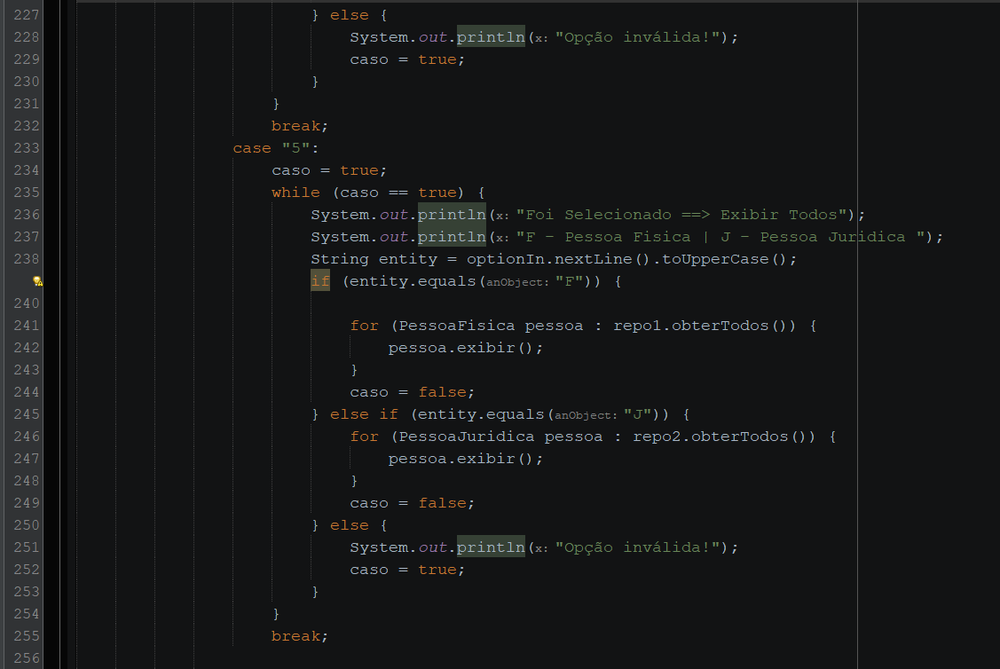 227 } else {
228 System.out.println(x: "Opção inválida!");
229 caso = true;
230 }
231 }
232 break;
233 case "5":
234 caso = true;
235 while (caso == true) {
236 System.out.println(x: "Foi Selecionado ==> Exibir Todos");
237 System.out.println(x: "F - Pessoa Fisica | J - Pessoa Juridica ");
238 String entity = optionIn.nextLine().toUpperCase();
if (entity.equals(anObject: "F")) {
240
241 for (PessoaFisica pessoa : repo1.obterTodos()) {
242 pessoa.exibir();
243 }
244 caso = false;
245 } else if (entity.equals(anObject: "J")) {
246 for (PessoaJuridica pessoa : repo2.obterTodos()) {
247 pessoa.exibir();
248 }
249 caso = false;
250 } else {
251 System.out.println(x: "Opção inválida!");
252 caso = true;
253 }
254 }
255 break;
256